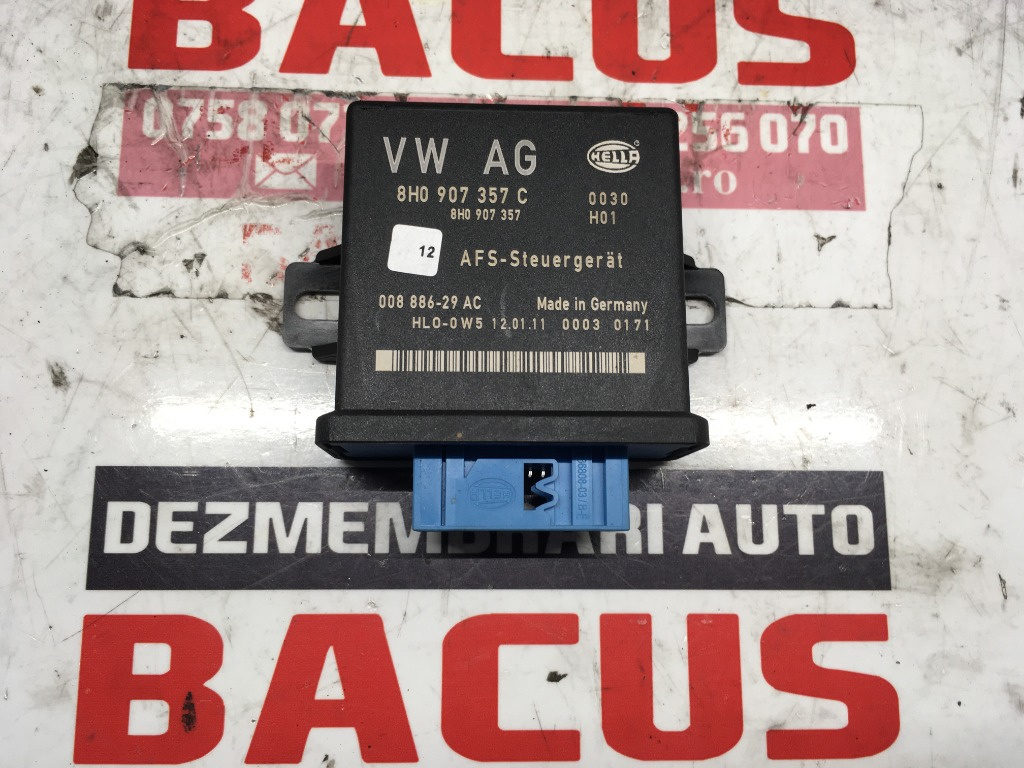 BACUS
0758 07 256 070
.ro
VW AG
HELLA
®
8H0 907 357 C
0030
8H0 907 357
H01
12
AFS-Steuergerät
008 886-29 AC
Made in Germany
HLO-0W5 12.01.11 0003 0171
DEZMEMBRARI AUTO
BACUS